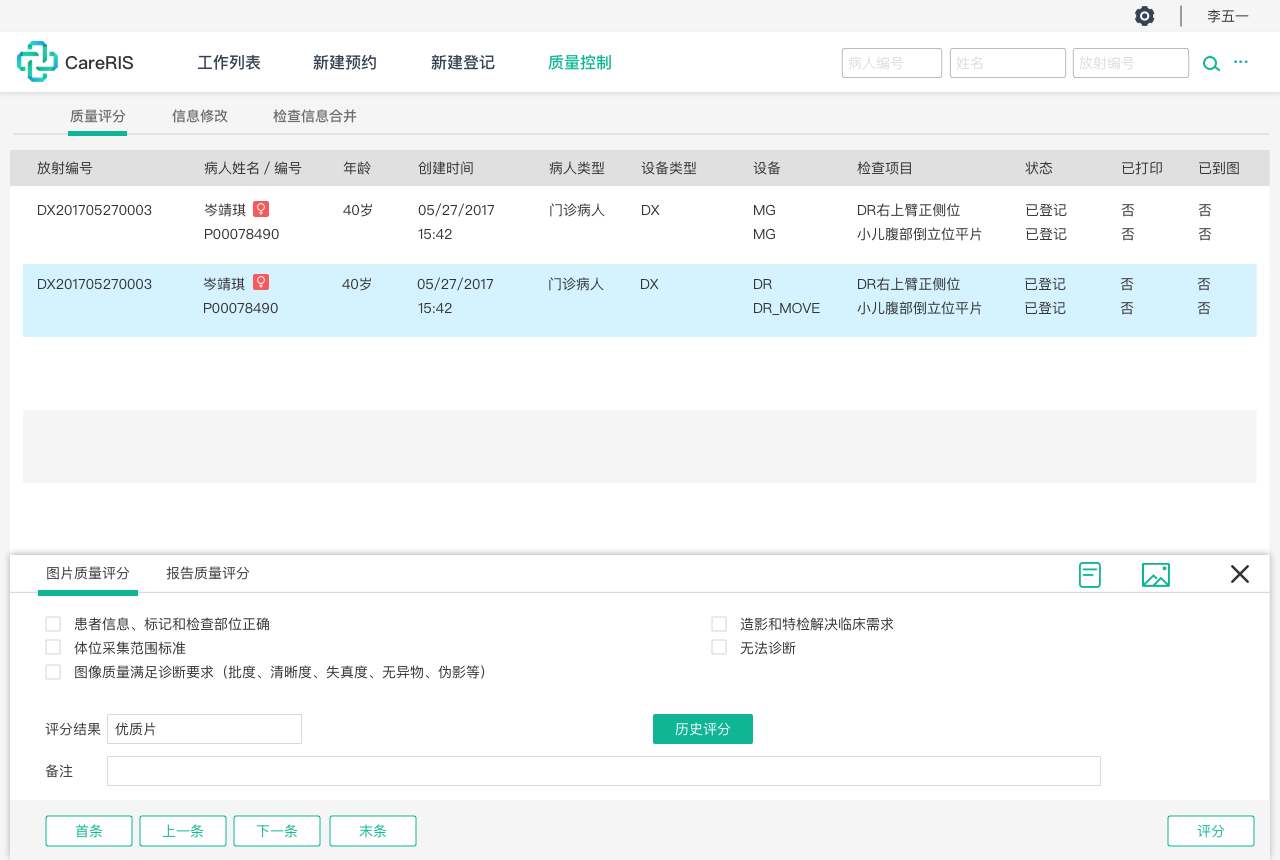 李五一
CareRIS 工作列表 新建预约 新建登记 质量控制 病人编号 姓名 放射编号 ...
质量评分 信息修改 检查信息合并
放射编号 病人姓名 / 编号 年龄 创建时间 病人类型 设备类型 设备 检查项目 状态 已打印 已到图
DX201705270003 岑靖琪 40岁 05/27/2017 门诊病人 DX MG DR右上臂正侧位 已登记 否 否
P00078490 15:42 MG 小儿腹部倒立位平片 已登记 否 否
DX201705270003 岑靖琪 40岁 05/27/2017 门诊病人 DX DR DR右上臂正侧位 已登记 否 否
P00078490 15:42 DR_MOVE 小儿腹部倒立位平片 已登记 否 否
图片质量评分 报告质量评分
患者信息、标记和检查部位正确 造影和特检解决临床需求
体位采集范围标准 无法诊断
图像质量满足诊断要求（批度、清晰度、失真度、无异物、伪影等）
评分结果 优质片 历史评分
备注
首条 上一条 下一条 末条 评分